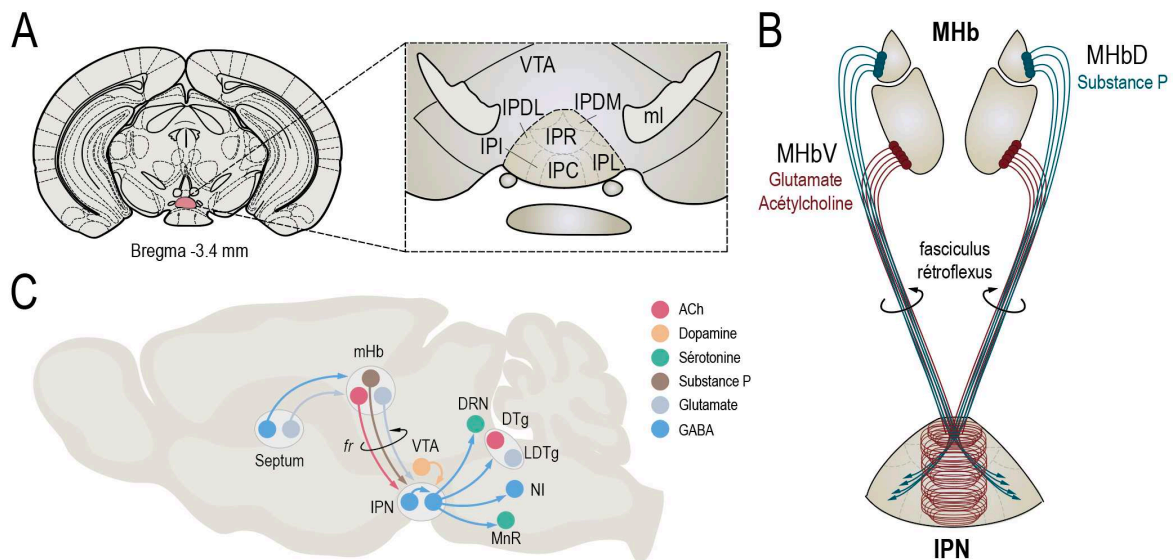 A
Bregma -3.4 mm
VTA
IPDL
IPDM
IPR
ml
IPI
IPC
IPL
B
MHb
MHbD
Substance P
MHbV
Glutamate
Acétylcholine
fasciculus
rétroflexus
IPN
C
mHb
Septum
fr
VTA
IPN
DRN
DTg
LDTg
NI
MnR
ACh
Dopamine
Sérotonine
Substance P
Glutamate
GABA